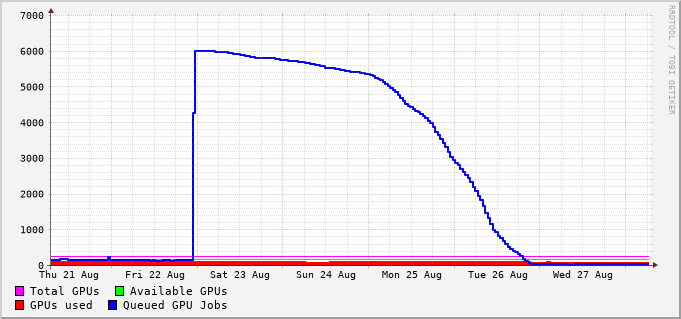 7000
6000
5000
4000
3000
2000
1000
0
Thu 21 Aug Fri 22 Aug Sat 23 Aug Sun 24 Aug Mon 25 Aug Tue 26 Aug Wed 27 Aug
Total GPUs Available GPUs
GPUs used Queued GPU Jobs
RRDTOOL / TOBI OETIKER